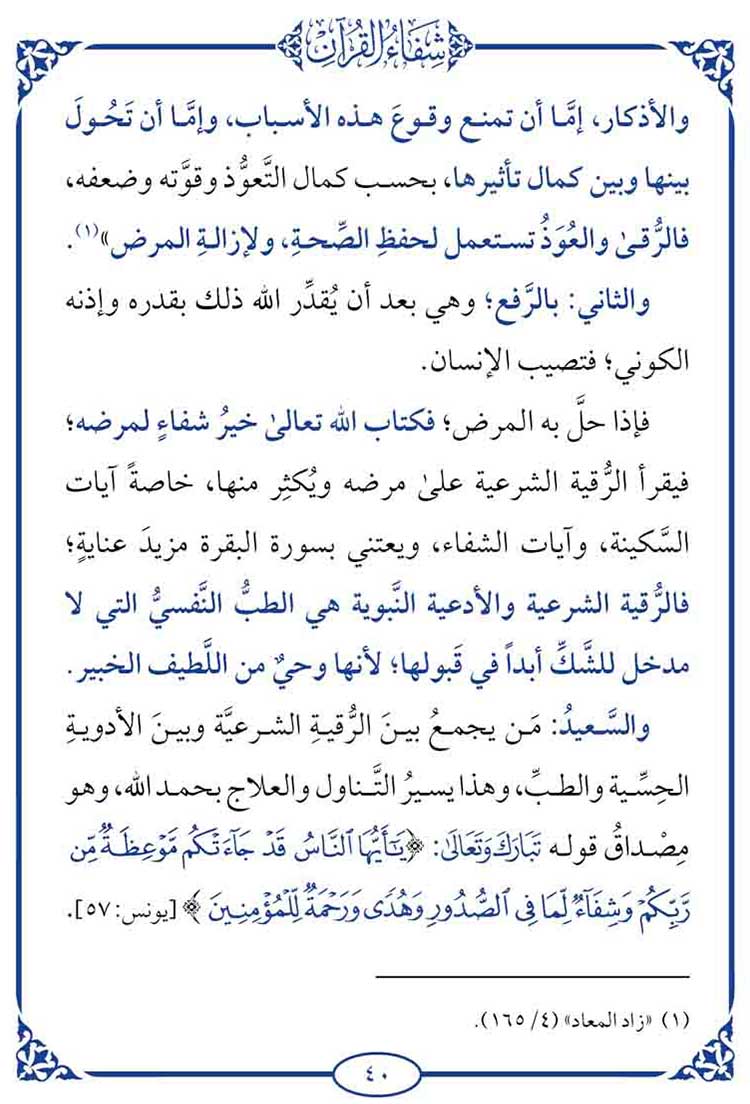 شِفَاءُ القُرْآنِ
والأذكار، إمَّا أن تمنع وقوعَ هذه الأسباب، وإمَّا أن تَحُولَ
بينها وبين كمال تأثيرها، بحسب كمال التَّعوُّذ وقوَّته وضعفه،
فالرُّقىٰ والعُوَذُ تستعمل لحفظِ الصِّحةِ، ولإزالةِ المرض»(١).
والثاني: بالرَّفع؛ وهي بعد أن يُقدِّر الله ذلك بقدره وإذنه
الكوني؛ فتصيب الإنسان.
فإذا حلَّ به المرض؛ فكتاب الله تعالىٰ خيرُ شفاءٍ لمرضه؛
فيقرأ الرُّقية الشرعية علىٰ مرضه ويُكثِر منها، خاصةً آيات
السَّكينة، وآيات الشفاء، ويعتني بسورة البقرة مزيدَ عنايةٍ؛
فالرُّقية الشرعية والأدعية النَّبوية هي الطبُّ النَّفسيُّ التي لا
مدخل للشَّكِّ أبداً في قَبولها؛ لأنها وحيٌ من اللَّطيف الخبير.
والسَّعيدُ: مَن يجمعُ بينَ الرُّقيةِ الشرعيَّة وبينَ الأدويةِ
الحِسِّية والطبِّ، وهذا يسيرُ التَّناول والعلاج بحمد الله، وهو
مِصْداقُ قوله تَبَارَكَ وَتَعَالَىٰ: ﴿يَٰٓأَيُّهَا ٱلنَّاسُ قَدۡ جَآءَتۡكُم مَّوۡعِظَةٞ مِّن
رَّبِّكُمۡ وَشِفَآءٞ لِّمَا فِي ٱلصُّدُورِ وَهُدٗى وَرَحۡمَةٞ لِّلۡمُؤۡمِنِينَ﴾ [يونس: ٥٧].
(١) «زاد المعاد» (٤/ ١٦٥).
٤٠